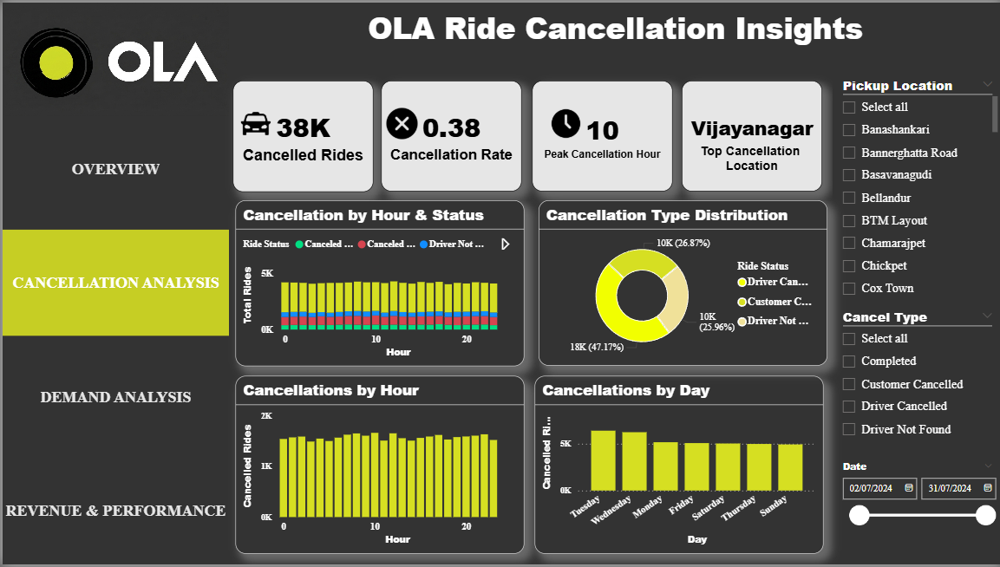 OLA
OLA Ride Cancellation Insights
OVERVIEW
CANCELLATION ANALYSIS
DEMAND ANALYSIS
REVENUE & PERFORMANCE
38K
Cancelled Rides
0.38
Cancellation Rate
10
Peak Cancellation Hour
Vijayanagar
Top Cancellation
Location
Cancellation by Hour & Status
Ride Status
Canceled ...
Canceled ...
Driver Not ...
Total Rides
5K
0K
0
10
20
Hour
Cancellation Type Distribution
10K (26.87%)
10K
(25.96%)
18K (47.17%)
Ride Status
Driver Can...
Customer C...
Driver Not ...
Cancellations by Hour
Cancelled Rides
2K
1K
0K
0
10
20
Hour
Cancellations by Day
Cancelled Ri...
5K
0K
Tuesday
Wednesday
Monday
Friday
Saturday
Thursday
Sunday
Day
Pickup Location
Select all
Banashankari
Bannerghatta Road
Basavanagudi
Bellandur
BTM Layout
Chamarajpet
Chickpet
Cox Town
Cancel Type
Select all
Completed
Customer Cancelled
Driver Cancelled
Driver Not Found
Date
02/07/2024
31/07/2024